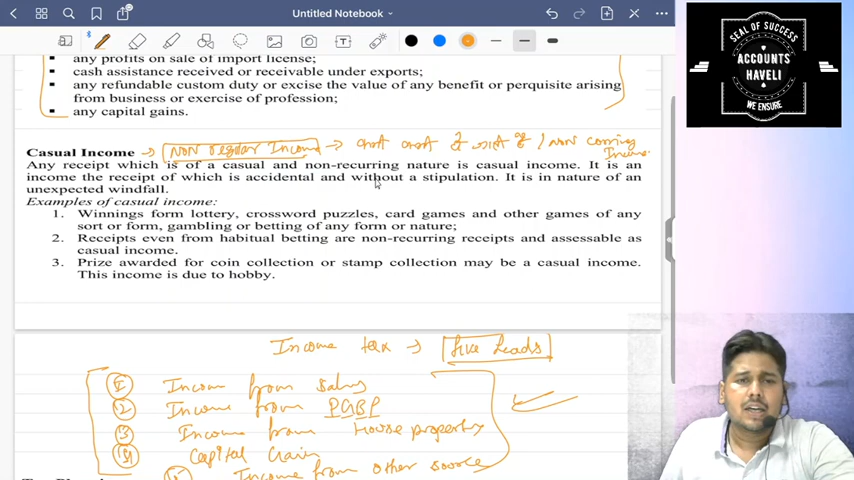 Untitled Notebook
any profits on sale of import license;
cash assistance received or receivable under exports;
any refundable custom duty or excise the value of any benefit or perquisite arising
from business or exercise of profession;
any capital gains.
Casual Income → Non regular Income → / non coming
Income
Any receipt which is of a casual and non-recurring nature is casual income. It is an
income the receipt of which is accidental and without a stipulation. It is in nature of an
unexpected windfall.
Examples of casual income:
1. Winnings form lottery, crossword puzzles, card games and other games of any
sort or form, gambling or betting of any form or nature;
2. Receipts even from habitual betting are non-recurring receipts and assessable as
casual income.
3. Prize awarded for coin collection or stamp collection may be a casual income.
This income is due to hobby.
Income tax →
① Income from
② Income from PGBP
③ Income from House property
④ Capital Gain
Income from other source
SEAL OF SUCCESS
ACCOUNTS
HAVELI
WE ENSURE